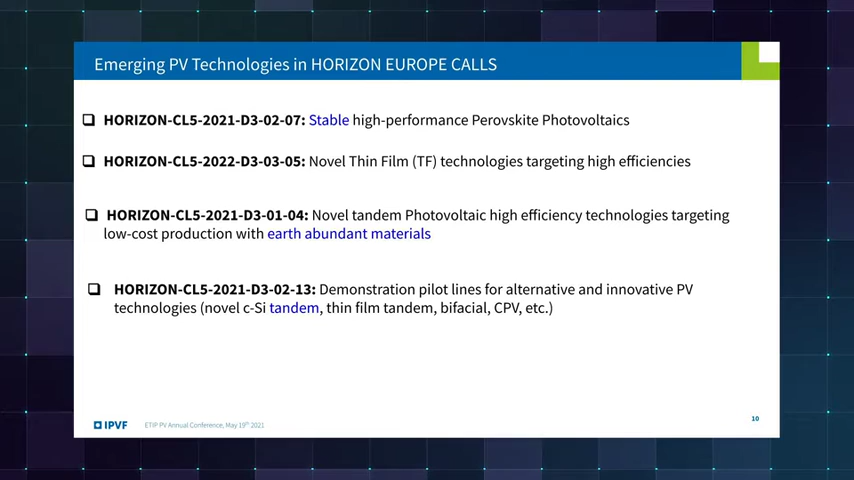 Emerging PV Technologies in HORIZON EUROPE CALLS
HORIZON-CL5-2021-D3-02-07: Stable high-performance Perovskite Photovoltaics
HORIZON-CL5-2022-D3-03-05: Novel Thin Film (TF) technologies targeting high efficiencies
HORIZON-CL5-2021-D3-01-04: Novel tandem Photovoltaic high efficiency technologies targeting
low-cost production with earth abundant materials
HORIZON-CL5-2021-D3-02-13: Demonstration pilot lines for alternative and innovative PV
technologies (novel c-Si tandem, thin film tandem, bifacial, CPV, etc.)
IPVF
ETIP PV Annual Conference, May 19th 2021
10